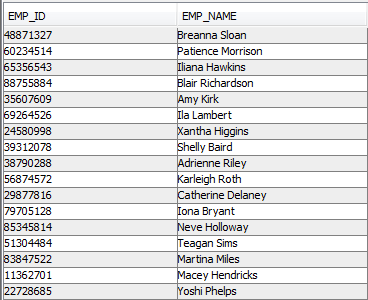 EMP_ID EMP_NAME
48871327 Breanna Sloan
60234514 Patience Morrison
65356543 Iliana Hawkins
88755884 Blair Richardson
35607609 Amy Kirk
69264526 Ila Lambert
24580998 Xantha Higgins
39312078 Shelly Baird
38790288 Adrienne Riley
56874572 Karleigh Roth
29877816 Catherine Delaney
79705128 Iona Bryant
85345814 Neve Holloway
51304484 Teagan Sims
83847522 Martina Miles
11362701 Macey Hendricks
22728685 Yoshi Phelps